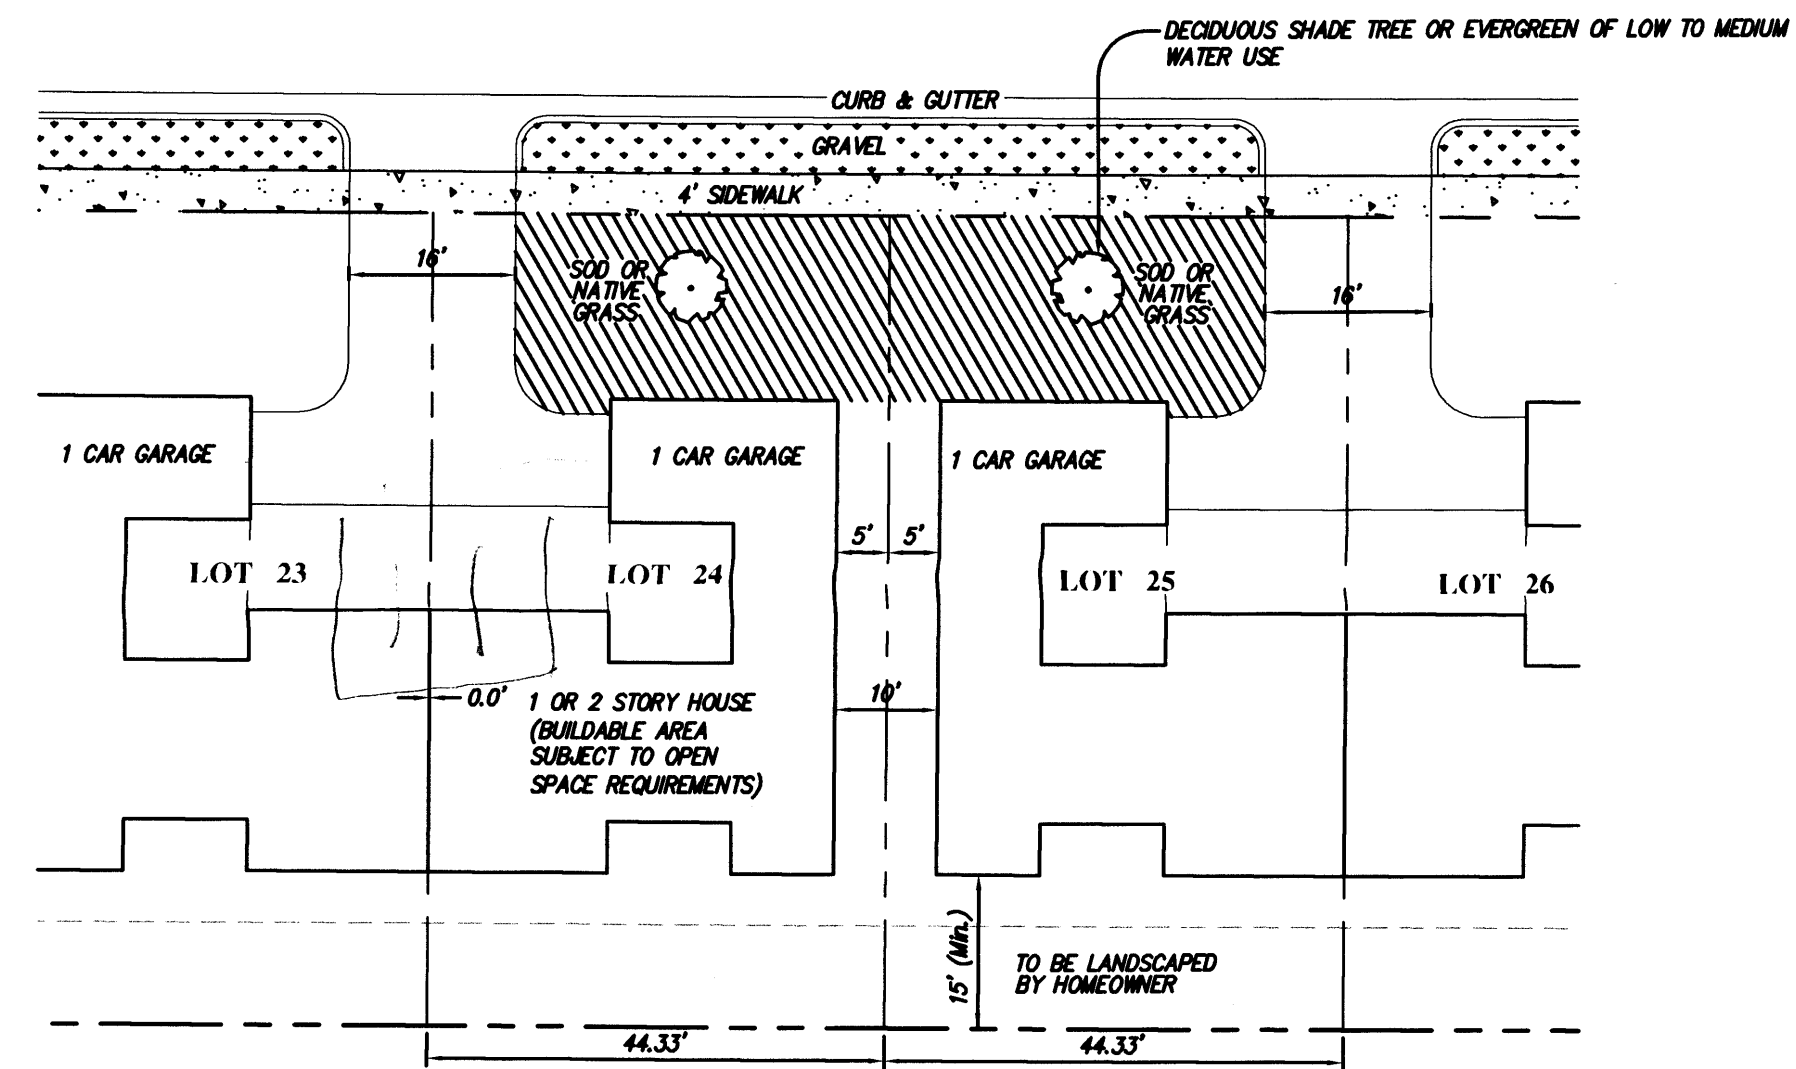 DECIDUOUS SHADE TREE OR EVERGREEN OF LOW TO MEDIUM
WATER USE
CURB & GUTTER
GRAVEL
4' SIDEWALK
16'
SOD OR
NATIVE
GRASS
SOD OR
NATIVE
GRASS
16'
1 CAR GARAGE
1 CAR GARAGE
1 CAR GARAGE
5'
5'
LOT 23
LOT 24
LOT 25
LOT 26
0.0'
10'
1 OR 2 STORY HOUSE
(BUILDABLE AREA
SUBJECT TO OPEN
SPACE REQUIREMENTS)
15' (Min.)
TO BE LANDSCAPED
BY HOMEOWNER
44.33'
44.33'